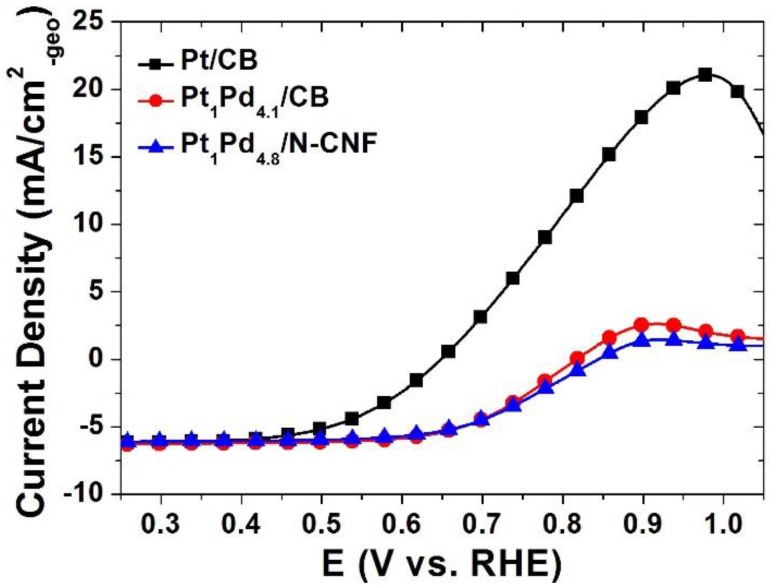 Pt/CB
Pt₁Pd₄.₁/CB
Pt₁Pd₄.₈/N-CNF
Current Density (mA/cm²-geo)
25
20
15
10
5
0
-5
-10
0.3 0.4 0.5 0.6 0.7 0.8 0.9 1.0
E (V vs. RHE)